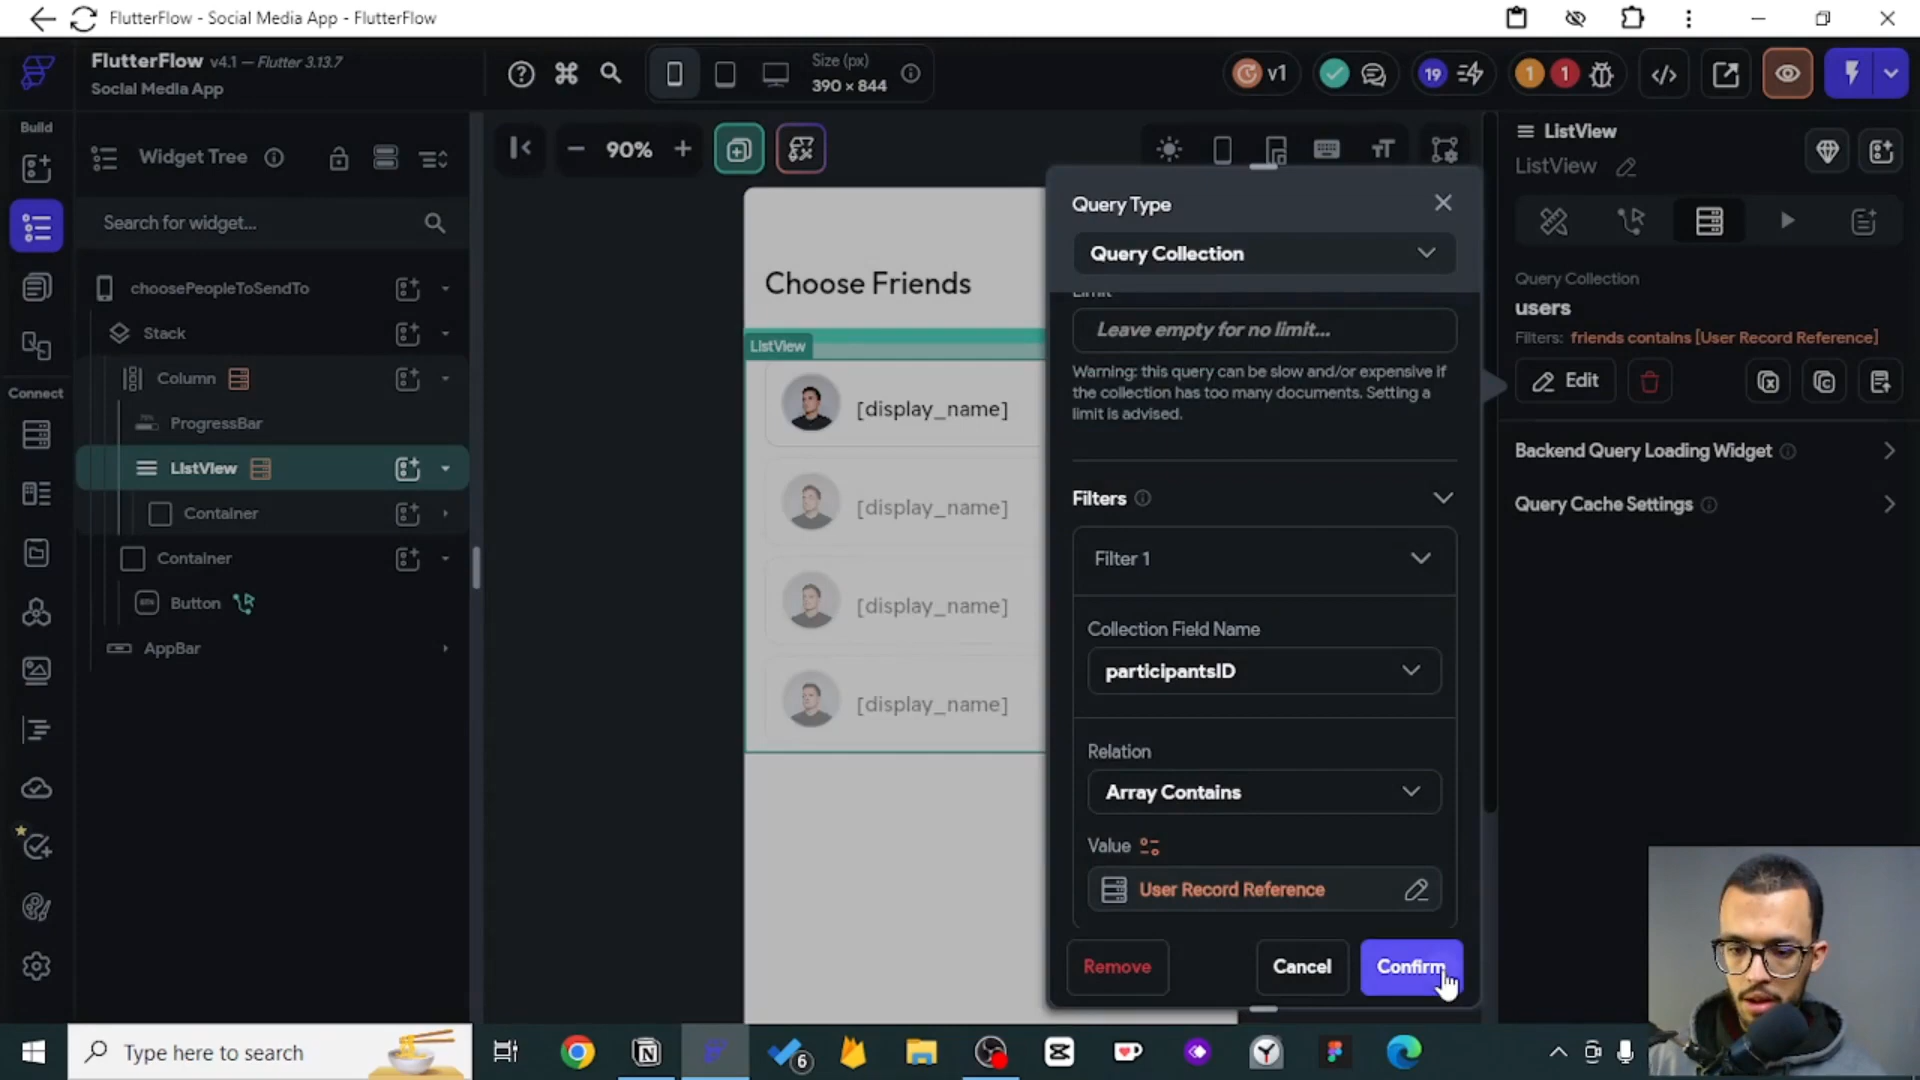 FlutterFlow - Social Media App - FlutterFlow
FlutterFlow v4.1 — Flutter 3.13.7
Social Media App
Size (px)
390 × 844
v1
19
1
1
Build
Widget Tree
90%
Search for widget...
choosePeopleToSendTo
Stack
Column
Connect
ProgressBar
ListView
Container
Container
Button
AppBar
Choose Friends
ListView
[display_name]
[display_name]
[display_name]
[display_name]
Query Type
Query Collection
Limit
Leave empty for no limit...
Warning: this query can be slow and/or expensive if
the collection has too many documents. Setting a
limit is advised.
Filters
Filter 1
Collection Field Name
participantsID
Relation
Array Contains
Value
User Record Reference
Remove
Cancel
Confirm
ListView
ListView
Query Collection
users
Filters: friends contains [User Record Reference]
Edit
Backend Query Loading Widget
Query Cache Settings
Type here to search
6